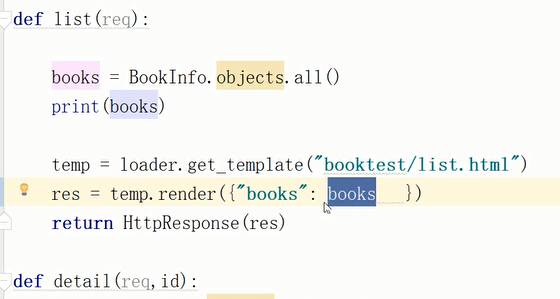 def list(req):
books = BookInfo.objects.all()
print(books)
temp = loader.get_template("booktest/list.html")
res = temp.render({"books": books })
return HttpResponse(res)
def detail(req,id):